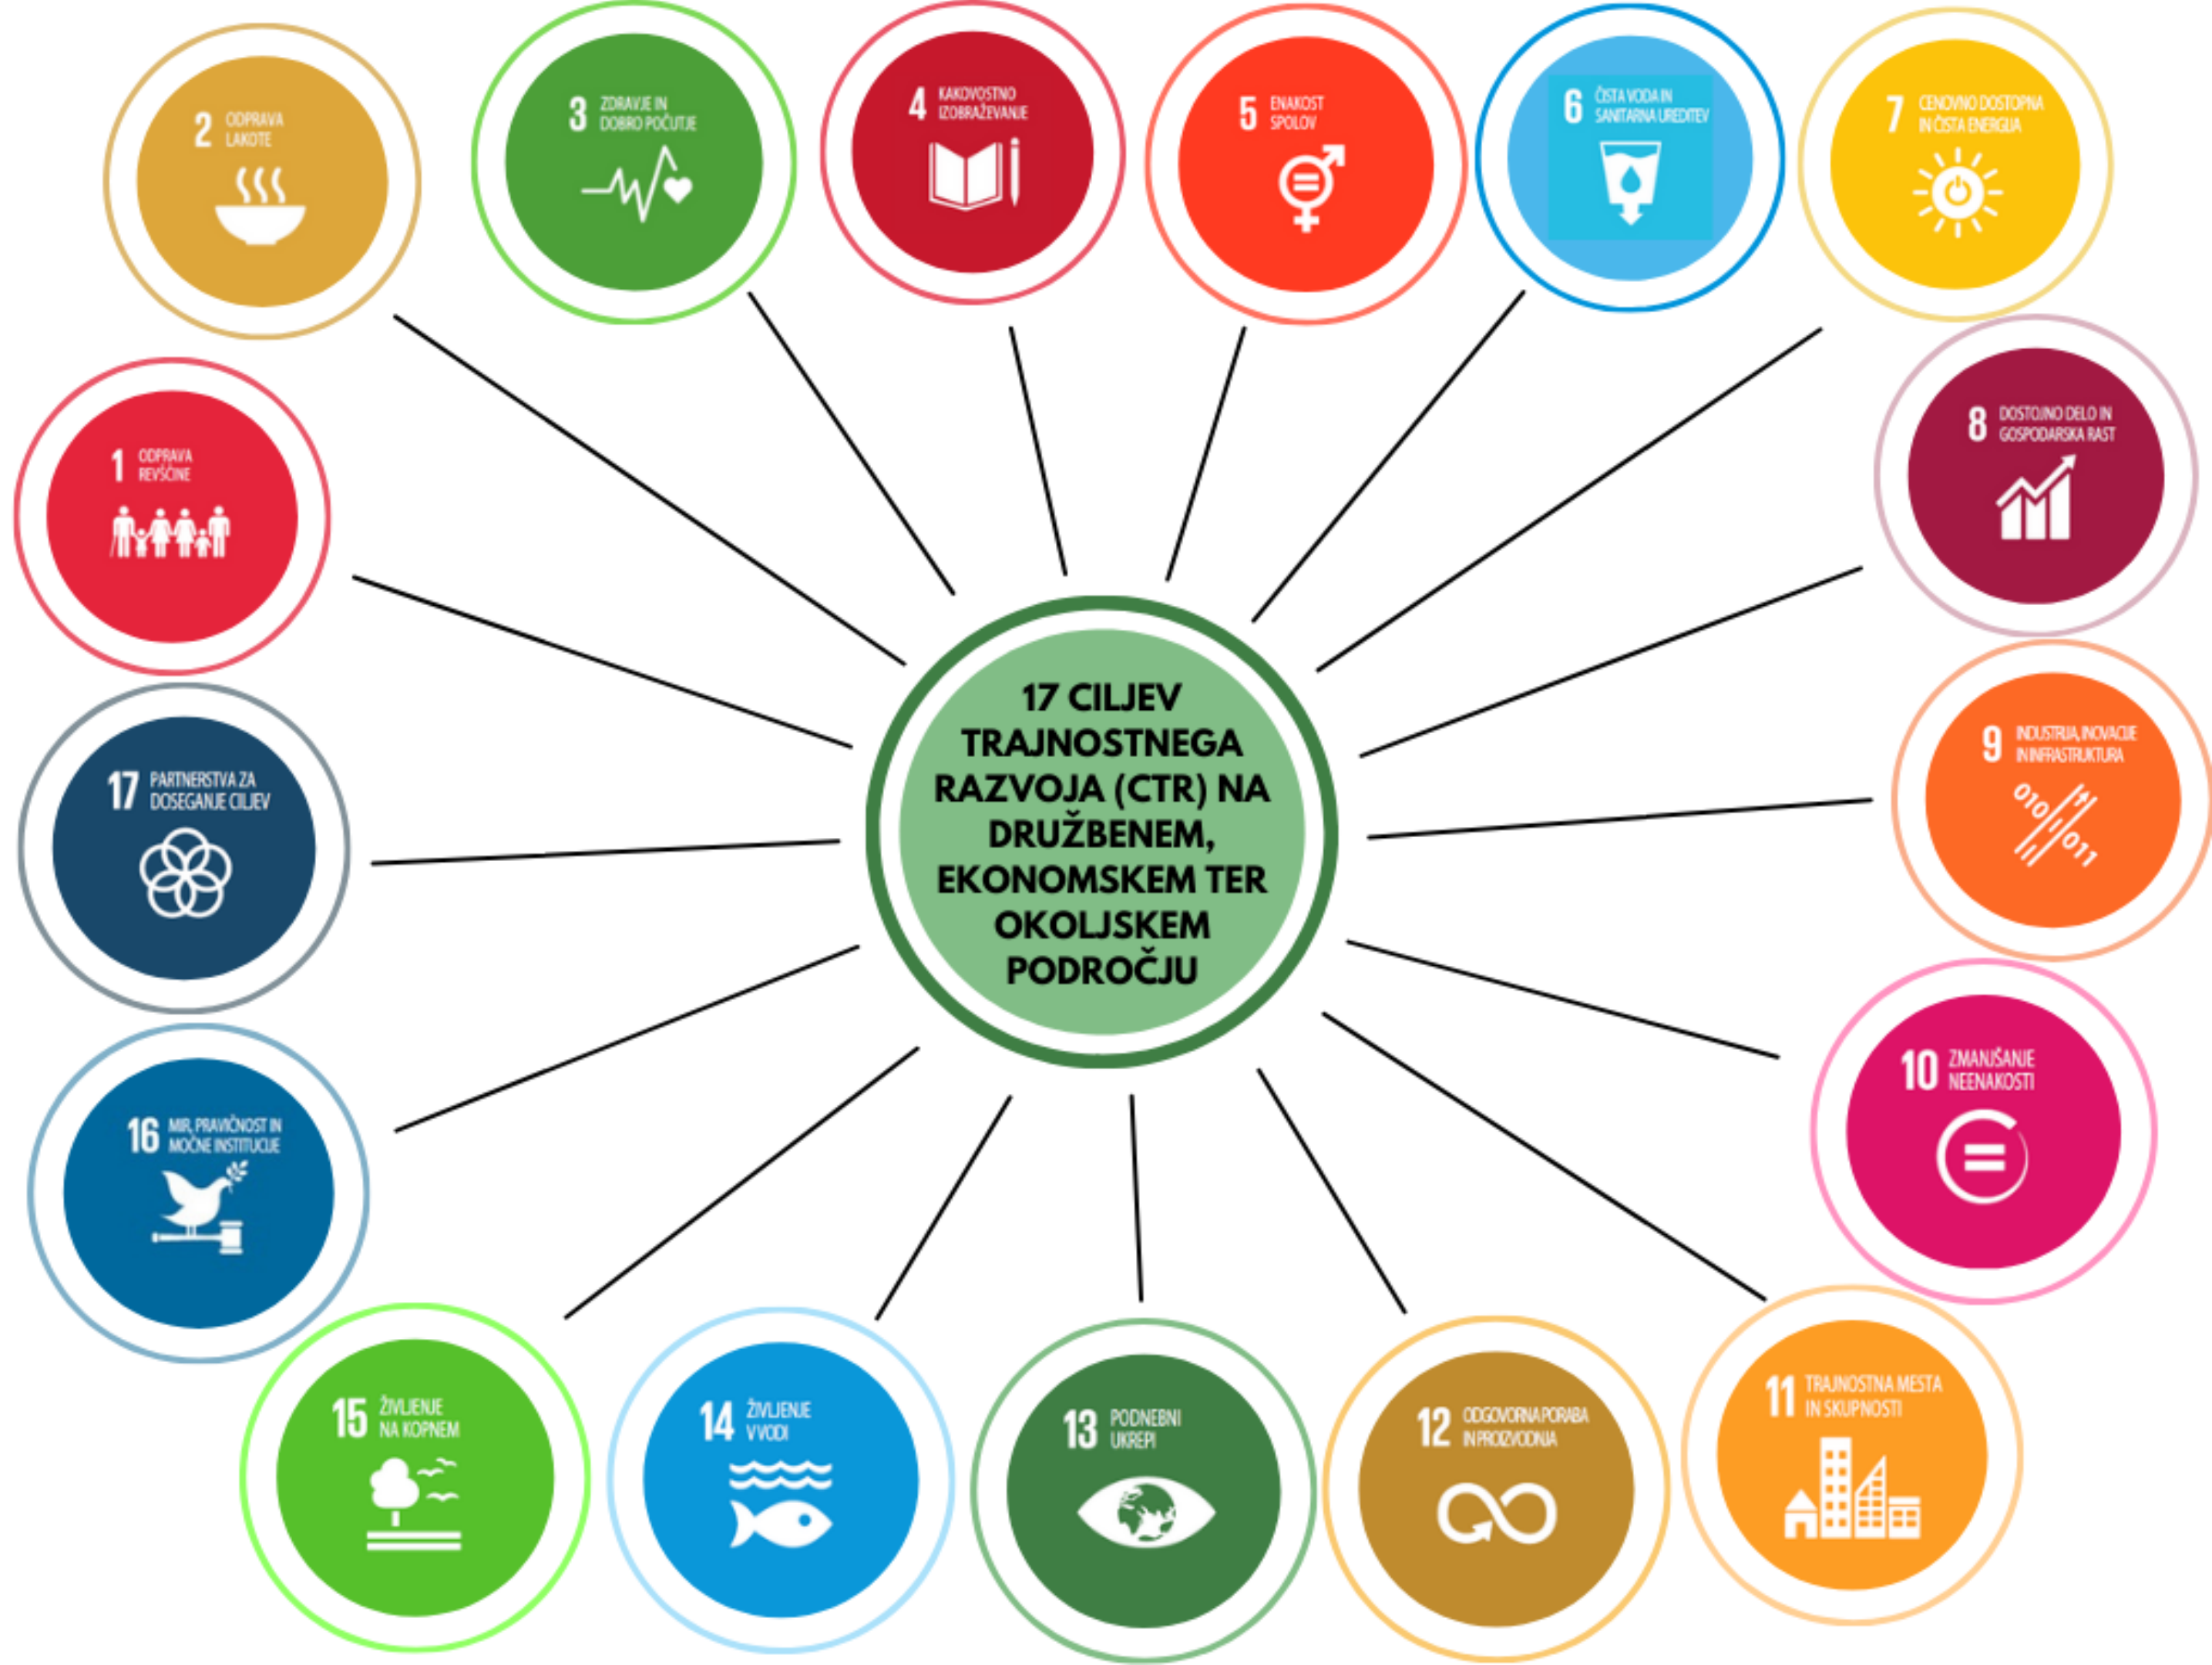 1 ODPRAVA
REVŠČINE
2 ODPRAVA
LAKOTE
3 ZDRAVJE IN
DOBRO POČUTJE
4 KAKOVOSTNO
IZOBRAŽEVANJE
5 ENAKOST
SPOLOV
6 ČISTA VODA IN
SANITARNA UREDITEV
7 CENOVNO DOSTOPNA
IN ČISTA ENERGIJA
8 DOSTOJNO DELO IN
GOSPODARSKA RAST
9 INDUSTRIJA, INOVACIJE
IN INFRASTRUKTURA
010
011
10 ZMANJŠANJE
NEENAKOSTI
11 TRAJNOSTNA MESTA
IN SKUPNOSTI
12 ODGOVORNA PORABA
IN PROIZVODNJA
13 PODNEBNI
UKREPI
14 ŽIVLJENJE
V VODI
15 ŽIVLJENJE
NA KOPNEM
16 MIR, PRAVIČNOST IN
MOČNE INSTITUCIJE
17 PARTNERSTVA ZA
DOSEGANJE CILJEV
17 CILJEV
TRAJNOSTNEGA
RAZVOJA (CTR) NA
DRUŽBENEM,
EKONOMSKEM TER
OKOLJSKEM
PODROČJU